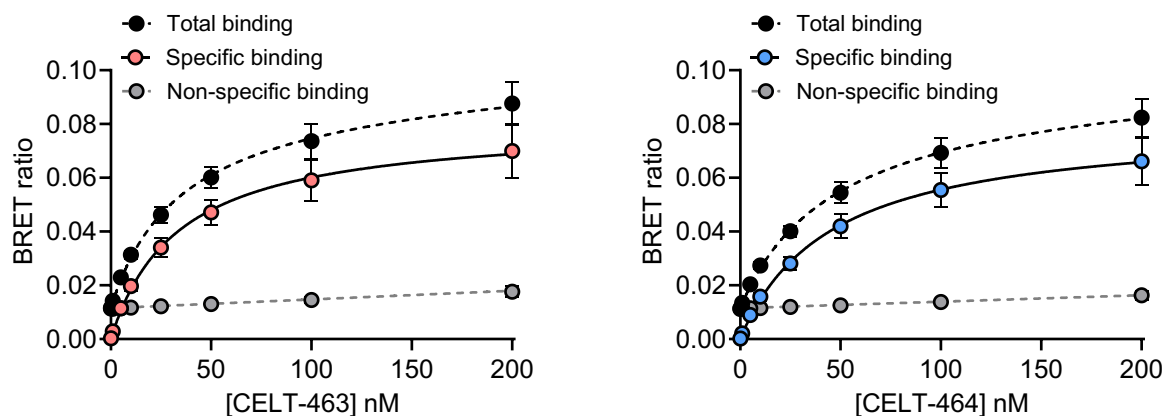 Total binding
Specific binding
Non-specific binding
0.10
0.08
0.06
0.04
0.02
0.00
BRET ratio
0 50 100 150 200
[CELT-463] nM
Total binding
Specific binding
Non-specific binding
0.10
0.08
0.06
0.04
0.02
0.00
BRET ratio
0 50 100 150 200
[CELT-464] nM